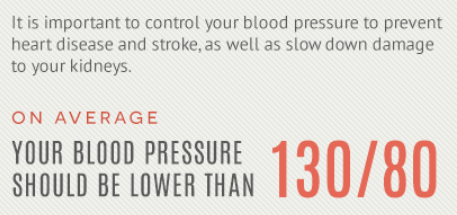 It is important to control your blood pressure to prevent
heart disease and stroke, as well as slow down damage
to your kidneys.
ON AVERAGE
YOUR BLOOD PRESSURE
SHOULD BE LOWER THAN 130/80